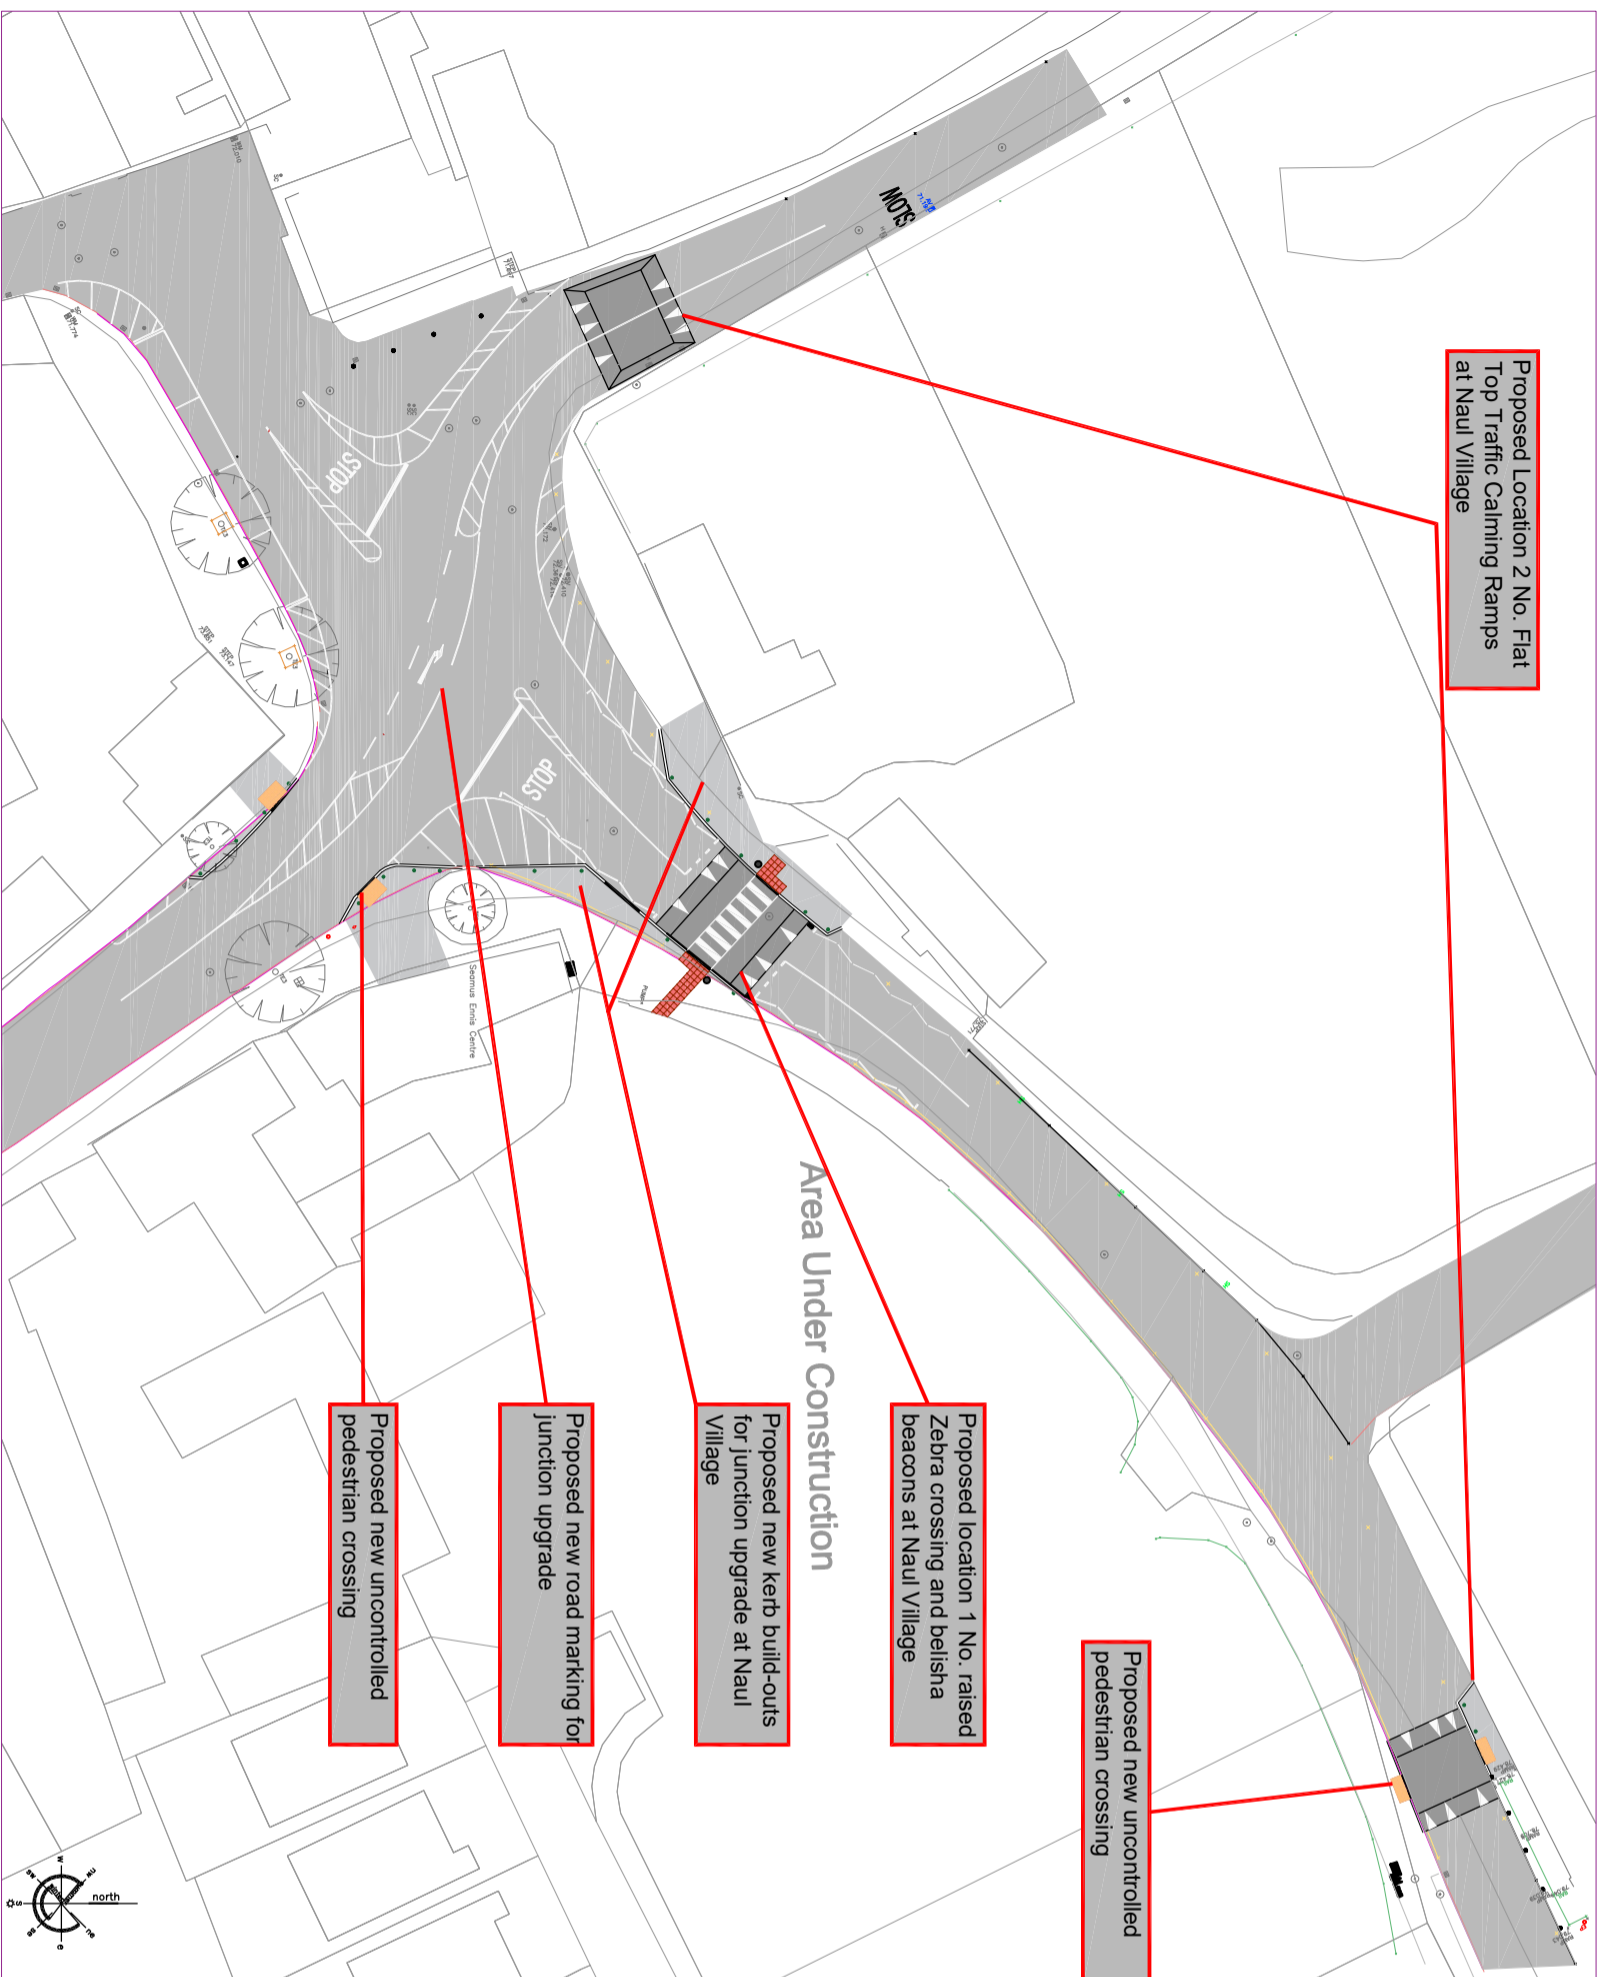 Proposed Location 2 No. Flat
Top Traffic Calming Ramps
at Naul Village
Proposed new uncontrolled
pedestrian crossing
Proposed location 1 No. raised
Zebra crossing and belisha
beacons at Naul Village
Area Under Construction
Proposed new kerb build-outs
for junction upgrade at Naul
Village
Proposed new road marking for
junction upgrade
Proposed new uncontrolled
pedestrian crossing
SLOW
STOP
STOP
Seamus Ennis Centre
north